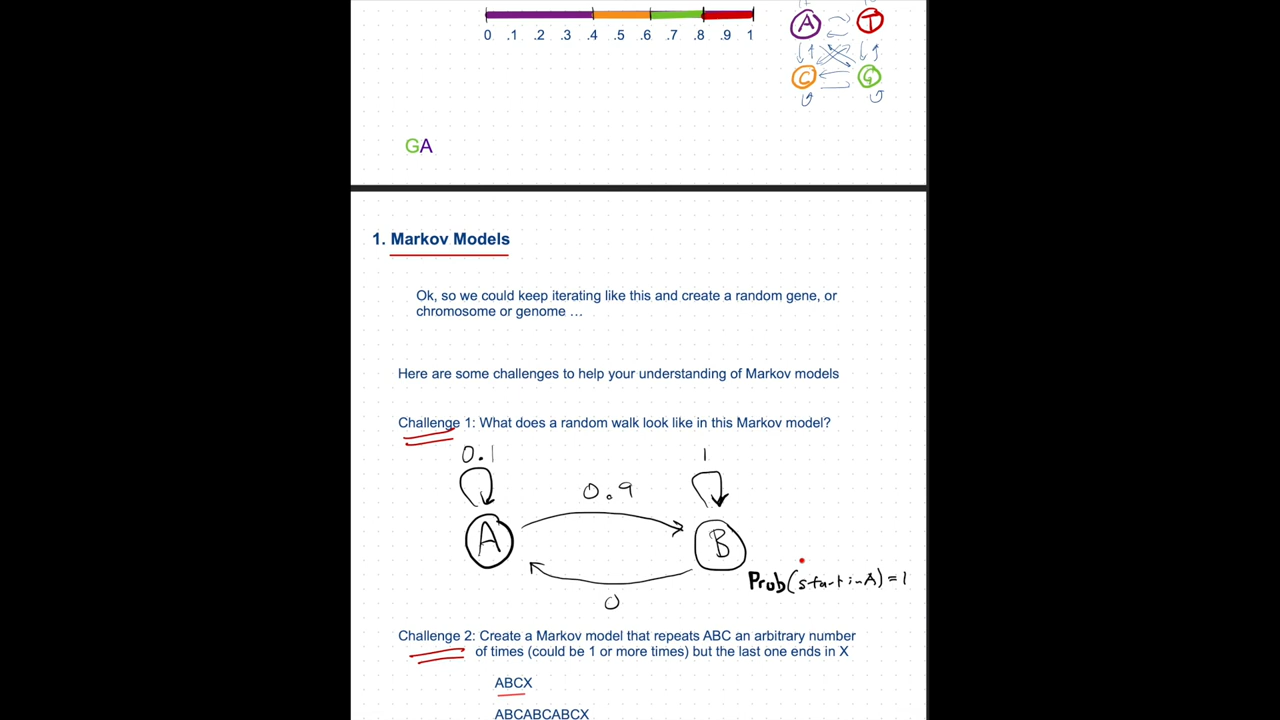 0 .1 .2 .3 .4 .5 .6 .7 .8 .9 1
A T
C G
GA
1. Markov Models
Ok, so we could keep iterating like this and create a random gene, or
chromosome or genome …
Here are some challenges to help your understanding of Markov models
Challenge 1: What does a random walk look like in this Markov model?
0.1 1
0.9
A B
Prob(start in A) = 1
0
Challenge 2: Create a Markov model that repeats ABC an arbitrary number
of times (could be 1 or more times) but the last one ends in X
ABCX
ABCABCABCX